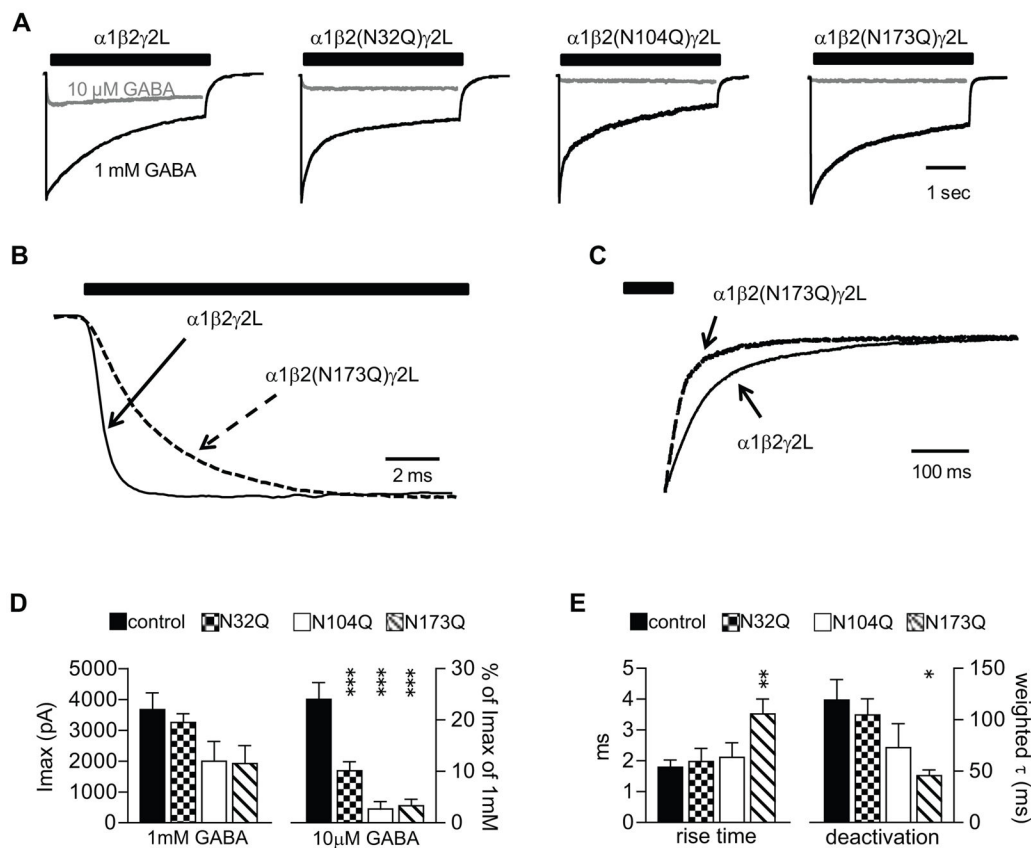 A
α1β2γ2L
α1β2(N32Q)γ2L
α1β2(N104Q)γ2L
α1β2(N173Q)γ2L
10 µM GABA
1 mM GABA
1 sec
B
α1β2γ2L
α1β2(N173Q)γ2L
2 ms
C
α1β2(N173Q)γ2L
α1β2γ2L
100 ms
D
control N32Q N104Q N173Q
Imax (pA)
5000
4000
3000
2000
1000
0
1mM GABA
*** *** ***
30
20
10
0
% of Imax of 1mM
10µM GABA
E
control N32Q N104Q N173Q
ms
5
4
3
2
1
0
**
rise time
*
150
100
50
0
weighted τ (ms)
deactivation